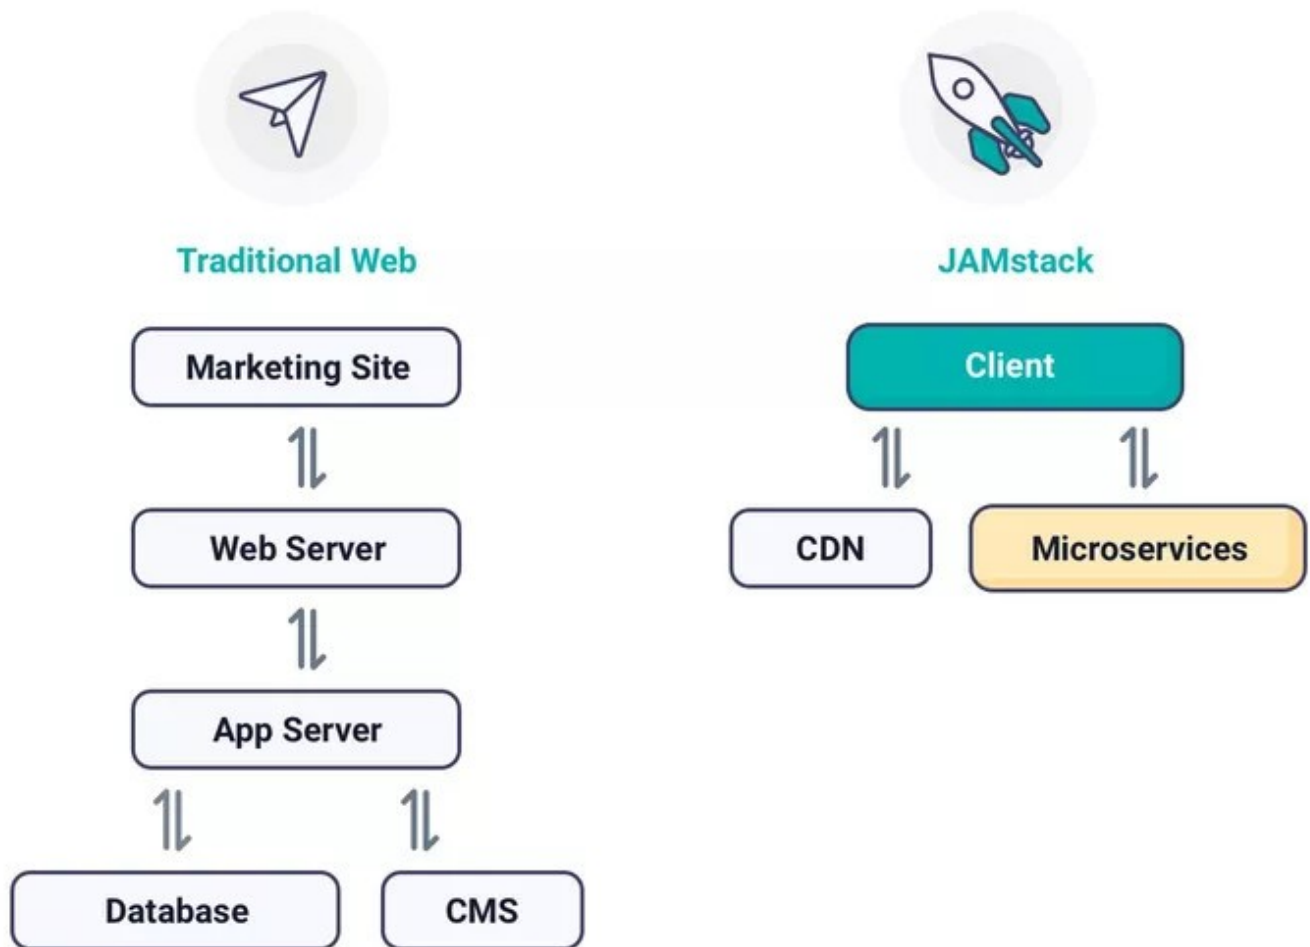 Traditional Web
Marketing Site
Web Server
App Server
Database
CMS
JAMstack
Client
CDN
Microservices